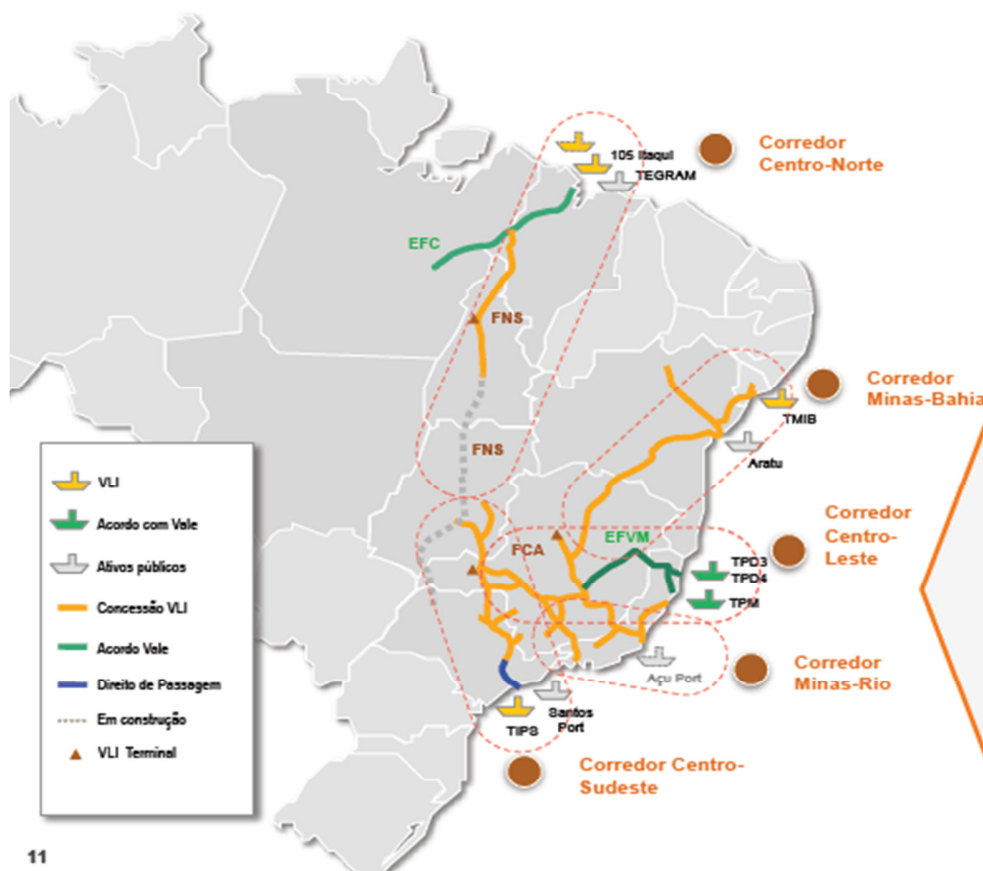 105 Itaqui
TEGRAM
Corredor
Centro-Norte
EFC
FNS
Corredor
Minas-Bahia
TMIB
Aratu
FNS
VLI
Acordo com Vale
Ativos públicos
Concessão VLI
Acordo Vale
Direito de Passagem
Em construção
VLI Terminal
FCA
EFVM
Corredor
Centro-
Leste
TPD3
TPD4
TPM
Açu Port
Corredor
Minas-Rio
Santos
Port
TIPS
Corredor Centro-
Sudeste
11